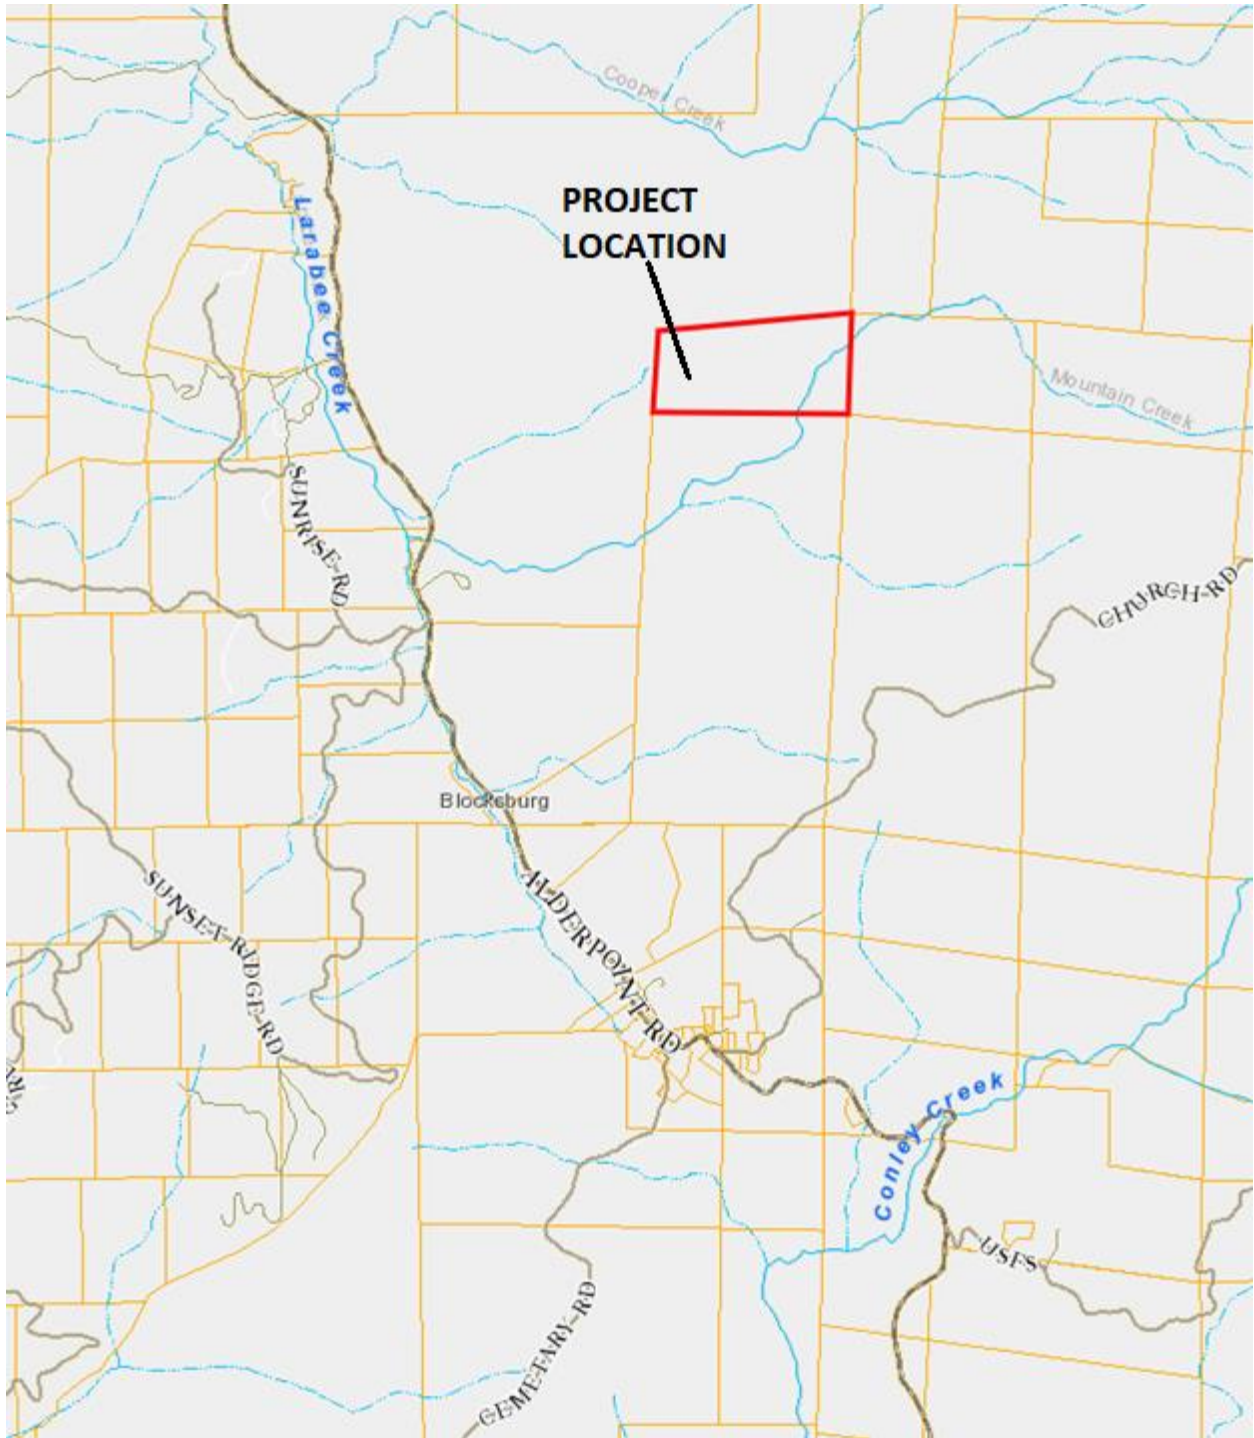 Cooper Creek
PROJECT
LOCATION
Larabee Creek
Mountain Creek
SUNRISE-RD
CHURCH-RD
Blocksburg
ALDERPOINT-RD
SUNSET-RIDGE-RD
Conley Creek
USFS
CEMETARY-RD